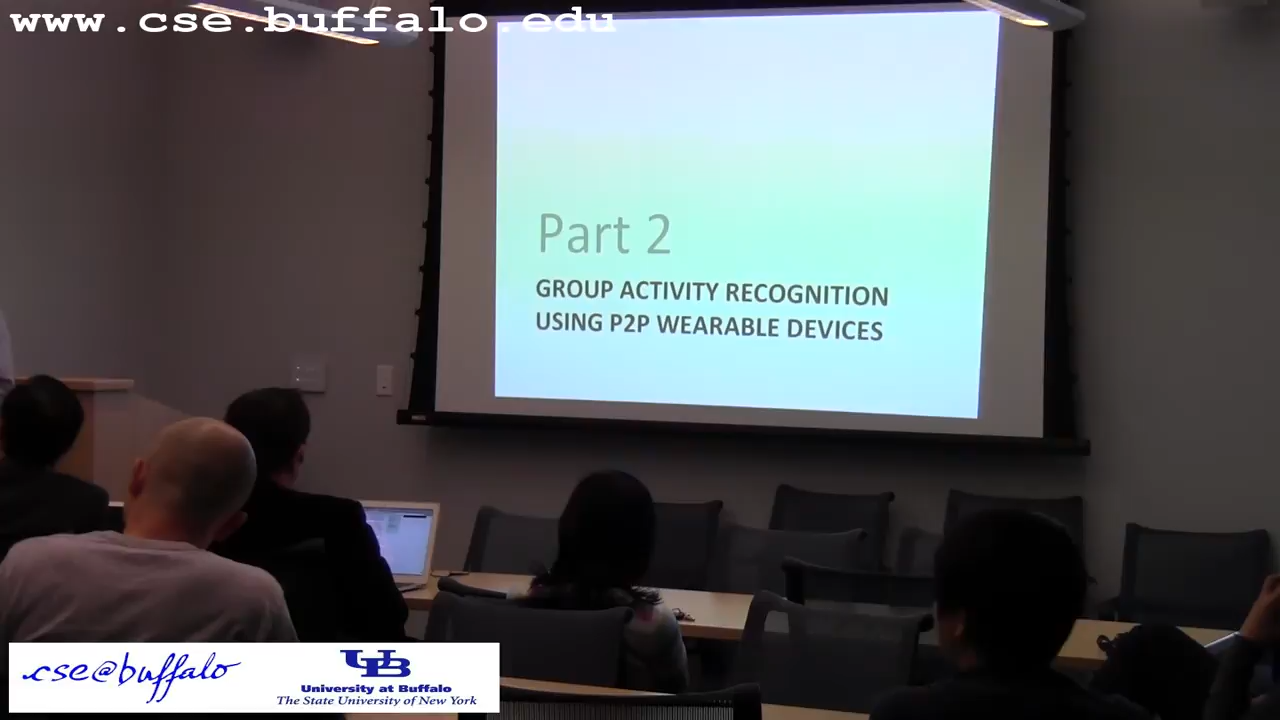 www.cse.buffalo.edu
Part 2
GROUP ACTIVITY RECOGNITION
USING P2P WEARABLE DEVICES
cse@buffalo
UB
University at Buffalo
The State University of New York